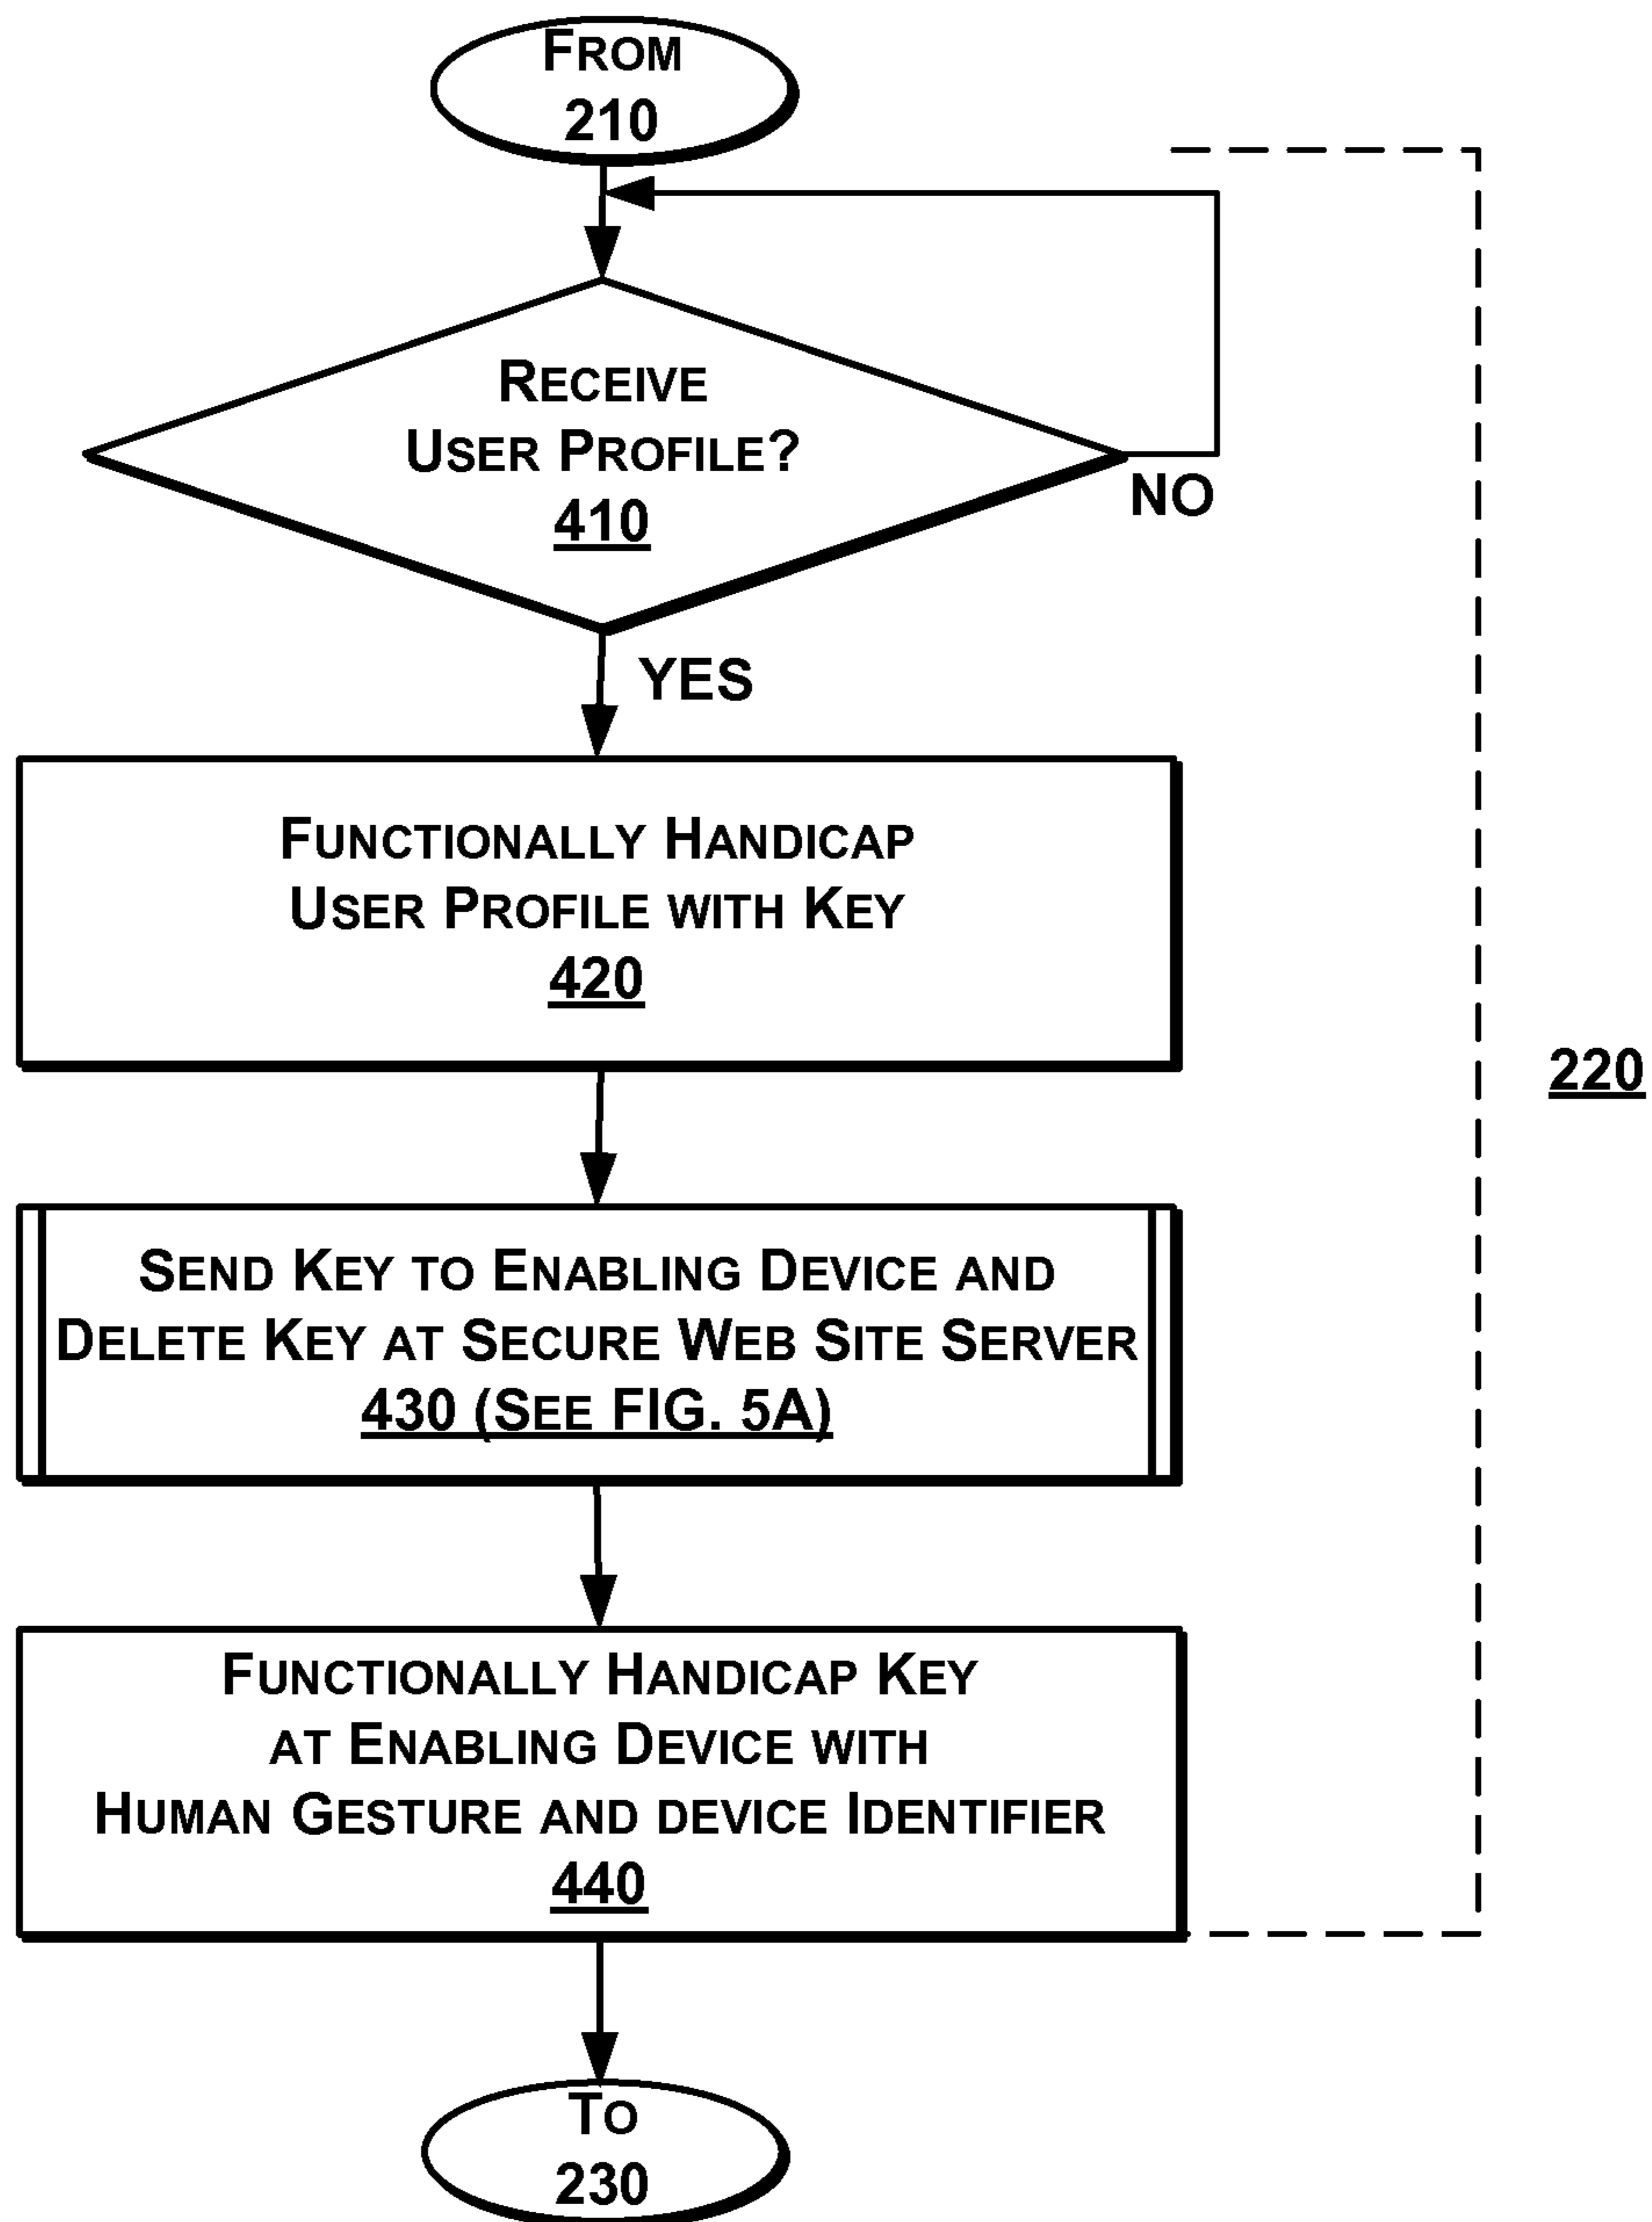 FROM
210
RECEIVE
USER PROFILE?
410
NO
YES
FUNCTIONALLY HANDICAP
USER PROFILE WITH KEY
420
220
SEND KEY TO ENABLING DEVICE AND
DELETE KEY AT SECURE WEB SITE SERVER
430 (SEE FIG. 5A)
FUNCTIONALLY HANDICAP KEY
AT ENABLING DEVICE WITH
HUMAN GESTURE AND DEVICE IDENTIFIER
440
TO
230